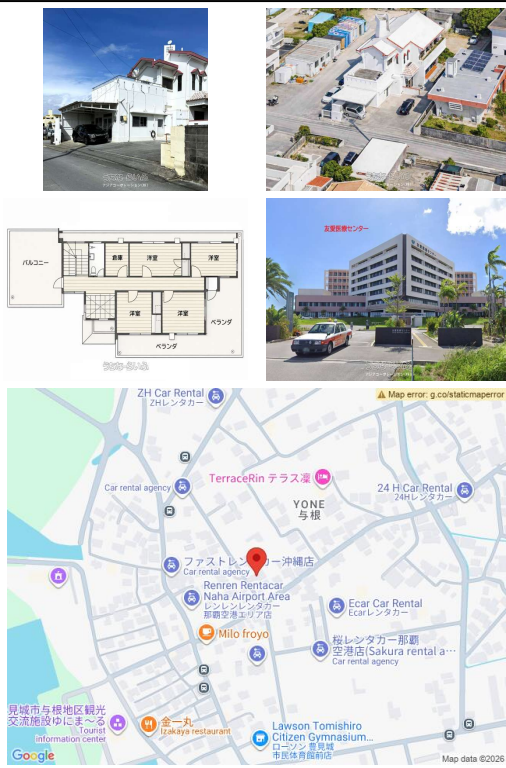 バルコニー
倉庫
洋室
洋室
洋室
洋室
ベランダ
ベランダ
うちなーらいふ
友愛医療センター
ZH Car Rental
ZHレンタカー
Map error: g.co/staticmaperror
Car rental agency
TerraceRin テラス凜
24 H Car Rental
24Hレンタカー
YONE
与根
ファストレン
カー沖縄店
Car rental agency
Renren Rentacar
Naha Airport Area
レンレンレンタカー
那覇空港エリア店
Ecar Car Rental
Ecarレンタカー
Milo froyo
桜レンタカー那覇
空港店(Sakura rental a…
Car rental agency
見城市与根地区観光
交流施設ゆにま～る
Tourist
information center
金一丸
Izakaya restaurant
Lawson Tomishiro
Citizen Gymnasium...
ローソン 豊見城
市民体育館前店
Google
Map data ©2026